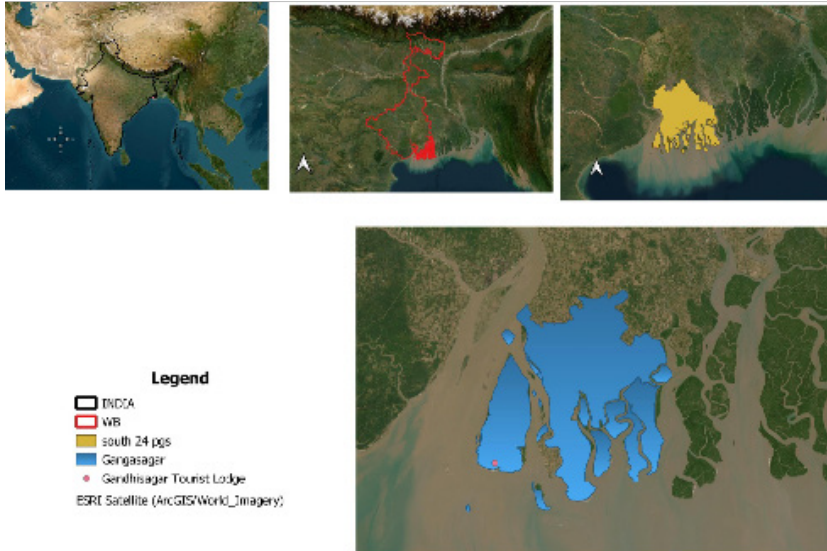 Legend
INDIA
WB
south 24 pgs
Gangasagar
Gandhisagar Tourist Lodge
ESRI Satellite (ArcGIS/World_Imagery)